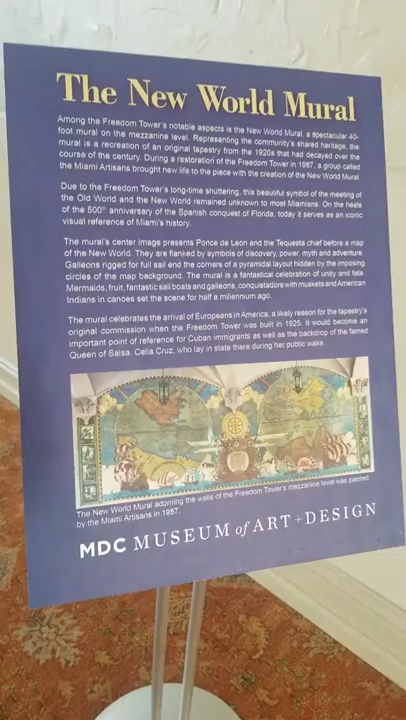 The New World Mural
Among the Freedom Tower's notable aspects is the New World Mural, a spectacular 40-
foot mural on the mezzanine level. Representing the community's shared heritage, the
mural is a recreation of an original tapestry from the 1920s that had decayed over the
course of the century. During a restoration of the Freedom Tower in 1987, a group called
the Miami Artisans brought new life to the piece with the creation of the New World Mural.
Due to the Freedom Tower's long-time shuttering, this beautiful symbol of the meeting of
the Old World and the New World remained unknown to most Miamians. On the heels
of the 500th anniversary of the Spanish conquest of Florida, today it serves as an iconic
visual reference of Miami's history.
The mural's center image presents Ponce de Leon and the Tequesta chief before a map
of the New World. They are flanked by symbols of discovery, power, myth and adventure.
Galleons rigged for full sail and the corners of a pyramidal layout hidden by the imposing
circles of the map background. The mural is a fantastical celebration of unity and fate.
Mermaids, fruit, fantastic sail boats and galleons, conquistadors with muskets and American
Indians in canoes set the scene for half a millennium ago.
The mural celebrates the arrival of Europeans in America, a likely reason for the tapestry's
original commission when the Freedom Tower was built in 1925. It would become an
important point of reference for Cuban immigrants as well as the backdrop of the famed
Queen of Salsa, Celia Cruz, who lay in state there during her public wake.
The New World Mural adorning the walls of the Freedom Tower's mezzanine level was painted
by the Miami Artisans in 1987.
MDC MUSEUM of ART+DESIGN